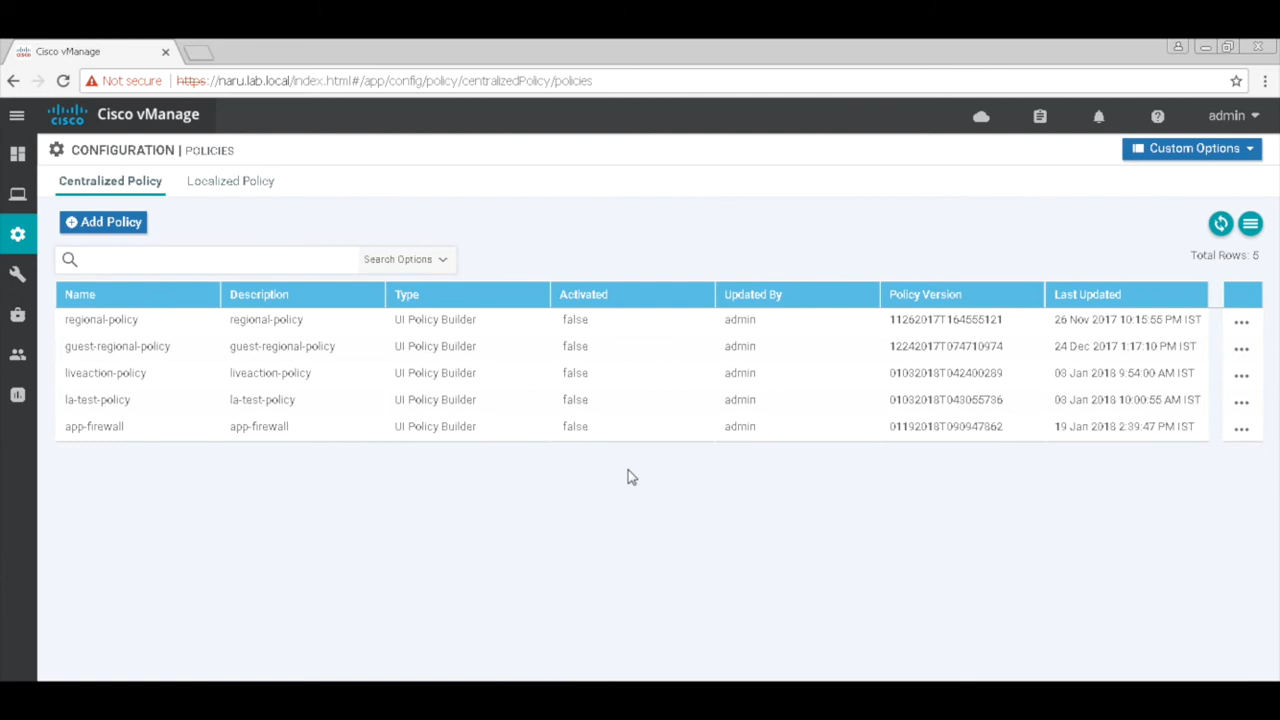 Cisco vManage
Not secure https://naru.lab.local/index.html#/app/config/policy/centralizedPolicy/policies
CISCO Cisco vManage admin
CONFIGURATION | POLICIES Custom Options
Centralized Policy Localized Policy
Add Policy
Search Options Total Rows: 5
Name Description Type Activated Updated By Policy Version Last Updated
regional-policy regional-policy UI Policy Builder false admin 11262017T164555121 26 Nov 2017 10:15:55 PM IST
guest-regional-policy guest-regional-policy UI Policy Builder false admin 12242017T074710974 24 Dec 2017 1:17:10 PM IST
liveaction-policy liveaction-policy UI Policy Builder false admin 01032018T042400289 03 Jan 2018 9:54:00 AM IST
la-test-policy la-test-policy UI Policy Builder false admin 01032018T043055736 03 Jan 2018 10:00:55 AM IST
app-firewall app-firewall UI Policy Builder false admin 01192018T090947862 19 Jan 2018 2:39:47 PM IST